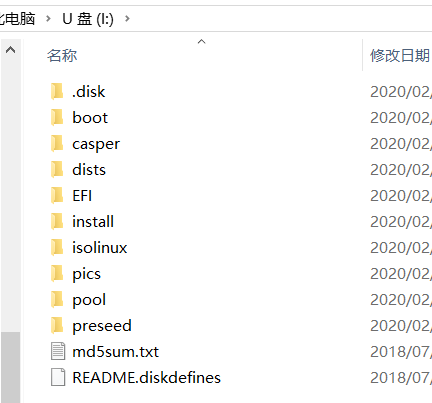 此电脑 > U 盘 (I:) >
名称 修改日期
.disk 2020/02/
boot 2020/02/
casper 2020/02/
dists 2020/02/
EFI 2020/02/
install 2020/02/
isolinux 2020/02/
pics 2020/02/
pool 2020/02/
preseed 2020/02/
md5sum.txt 2018/07/
README.diskdefines 2018/07/